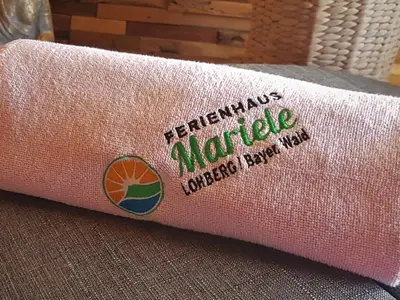 FERIENHAUS
Mariele
LOHBERG / Bayer. Wald